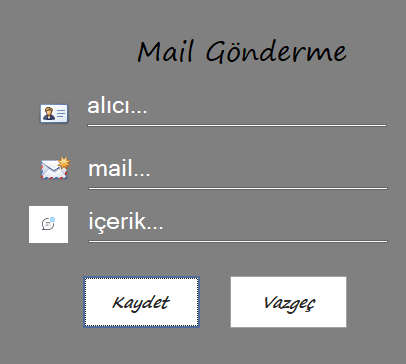 Mail Gönderme
alıcı...
mail...
içerik...
Kaydet Vazgeç